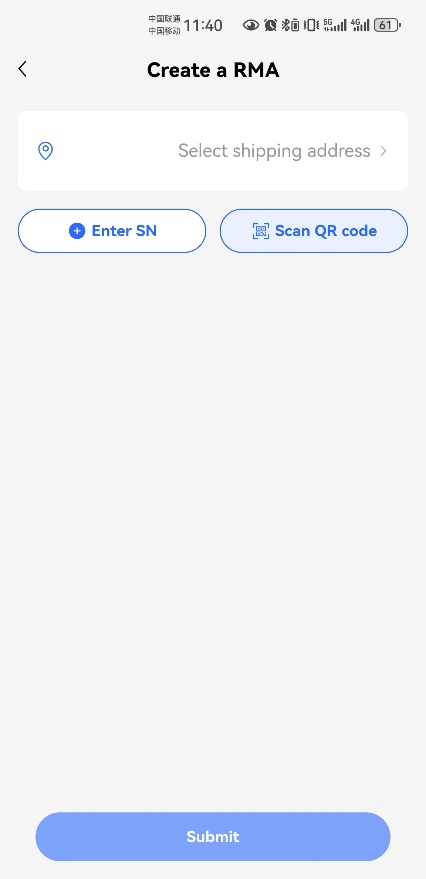 中国联通
中国移动
11:40 5G 4G 61
Create a RMA
Select shipping address
Enter SN
Scan QR code
Submit